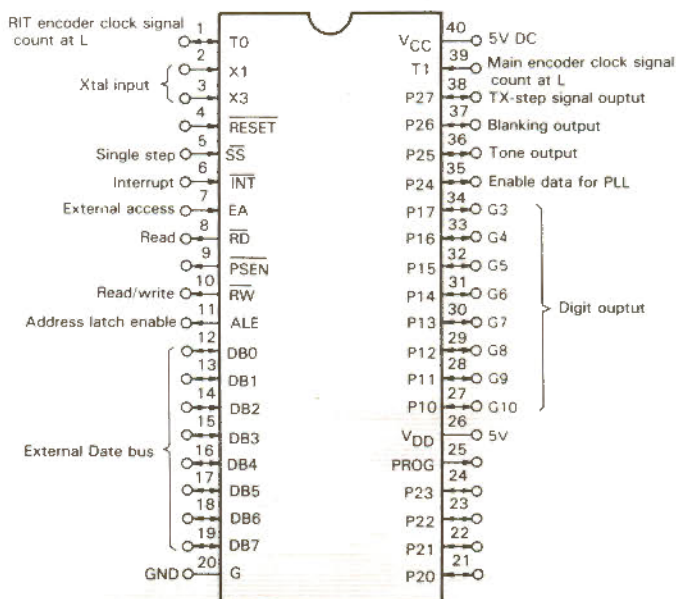 RIT encoder clock signal
count at L
1
T0
2
X1
Xtal input
3
X3
4
RESET
5
Single step
SS
6
Interrupt
INT
7
External access
EA
8
Read
RD
9
PSEN
10
Read/write
RW
11
Address latch enable
ALE
12
DB0
13
DB1
14
DB2
15
DB3
External Date bus
16
DB4
17
DB5
18
DB6
19
DB7
20
GND
G
40
VCC
5V DC
39
T1
Main encoder clock signal
count at L
38
P27
TX-step signal ouptut
37
P26
Blanking output
36
P25
Tone output
35
P24
Enable data for PLL
34
P17
G3
33
P16
G4
32
P15
G5
31
P14
G6
Digit ouptut
30
P13
G7
29
P12
G8
28
P11
G9
27
P10
G10
26
VDD
5V
25
PROG
24
P23
23
P22
22
P21
21
P20